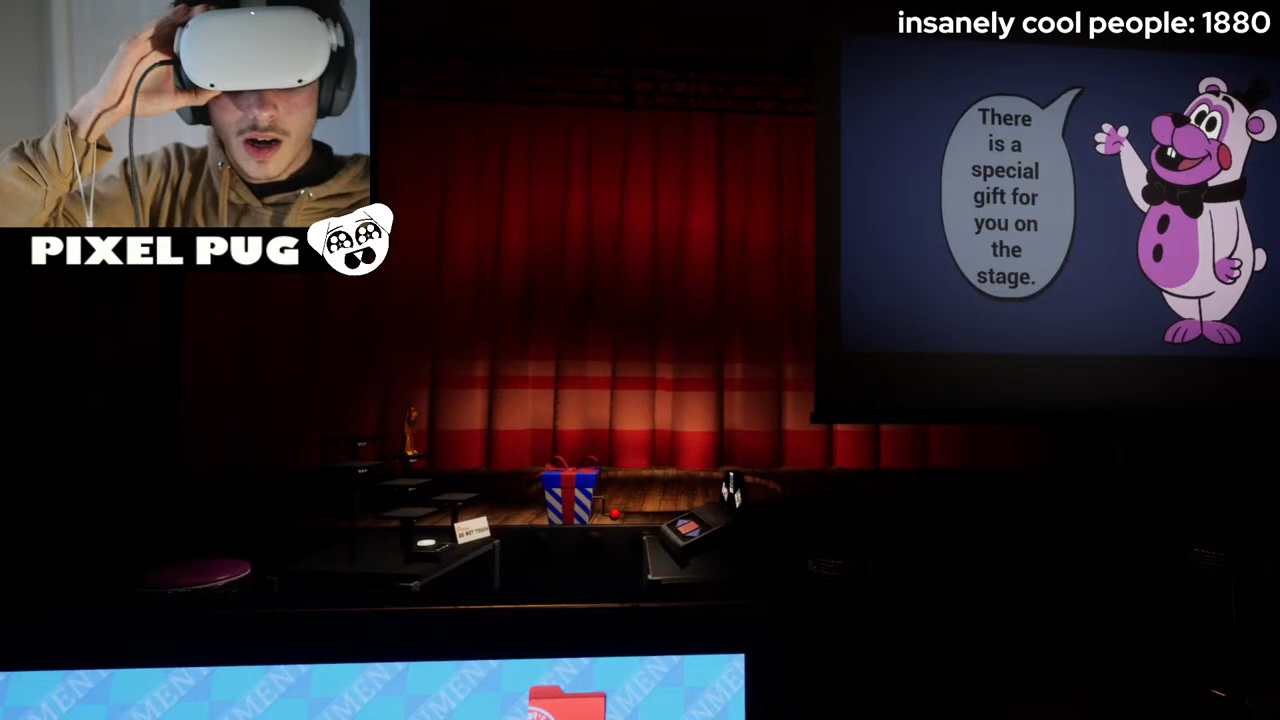 insanely cool people: 1880
There
is a
special
gift for
you on
the
stage.
PIXEL PUG
DO NOT TOUCH